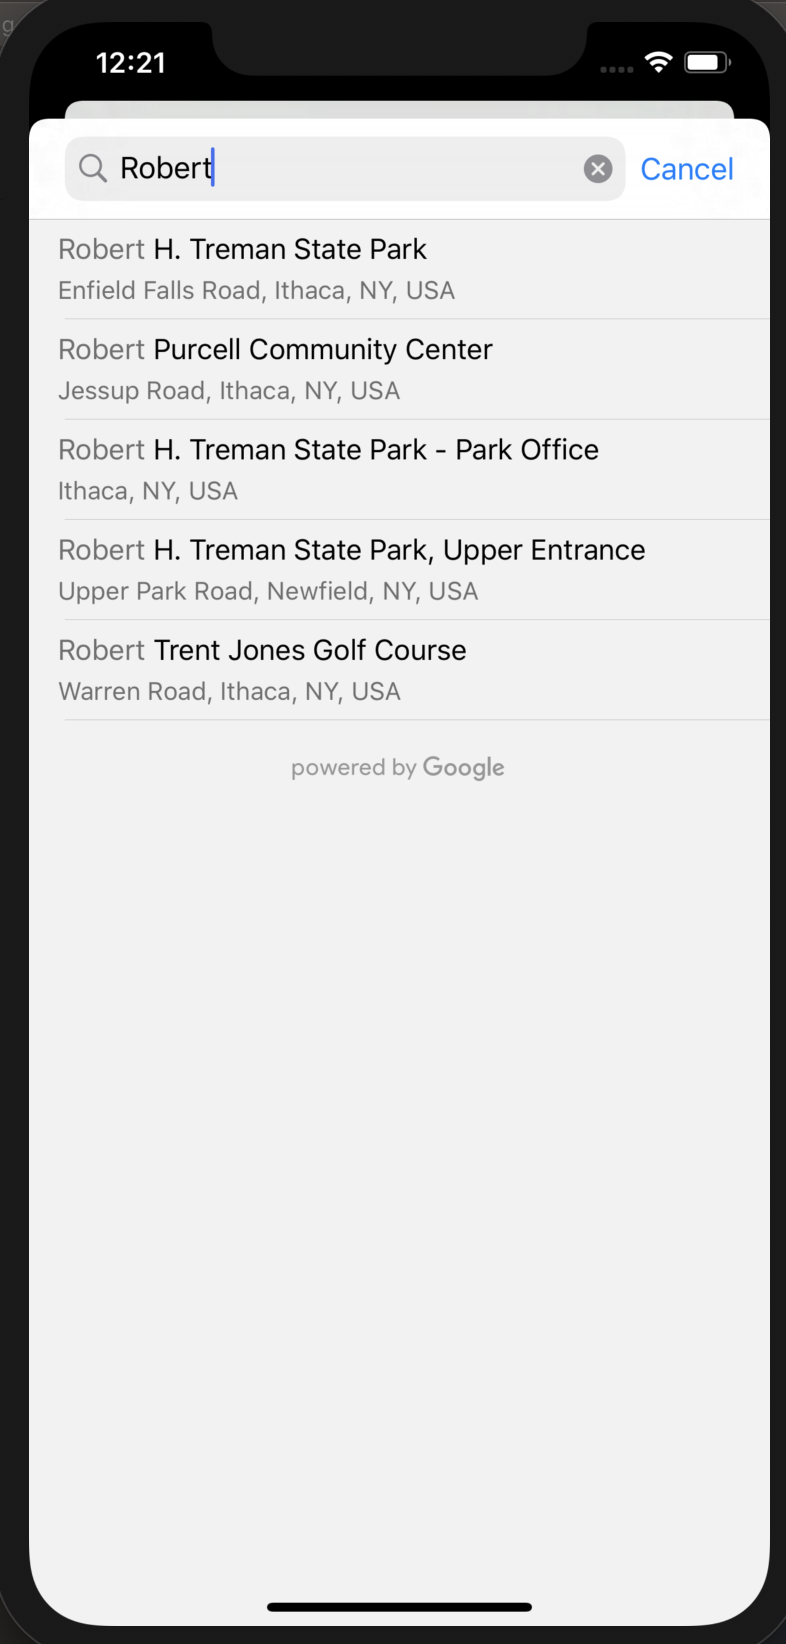 g
12:21
Robert
Cancel
Robert H. Treman State Park
Enfield Falls Road, Ithaca, NY, USA
Robert Purcell Community Center
Jessup Road, Ithaca, NY, USA
Robert H. Treman State Park - Park Office
Ithaca, NY, USA
Robert H. Treman State Park, Upper Entrance
Upper Park Road, Newfield, NY, USA
Robert Trent Jones Golf Course
Warren Road, Ithaca, NY, USA
powered by Google